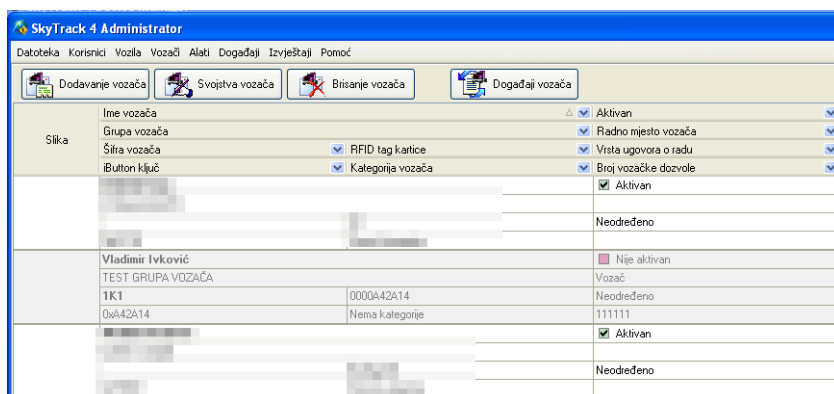 SkyTrack 4 Administrator
Datoteka Korisnici Vozila Vozači Alati Događaji Izvještaji Pomoć
Dodavanje vozača Svojstva vozača Brisanje vozača Događaji vozača
Slika
Ime vozača Aktivan
Grupa vozača Radno mjesto vozača
Šifra vozača RFID tag kartice Vrsta ugovora o radu
iButton ključ Kategorija vozača Broj vozačke dozvole
Aktivan
Neodređeno
Vladimir Ivković Nije aktivan
TEST GRUPA VOZAČA Vozač
1K1 0000A42A14 Neodređeno
0xA42A14 Nema kategorije 111111
Aktivan
Neodređeno